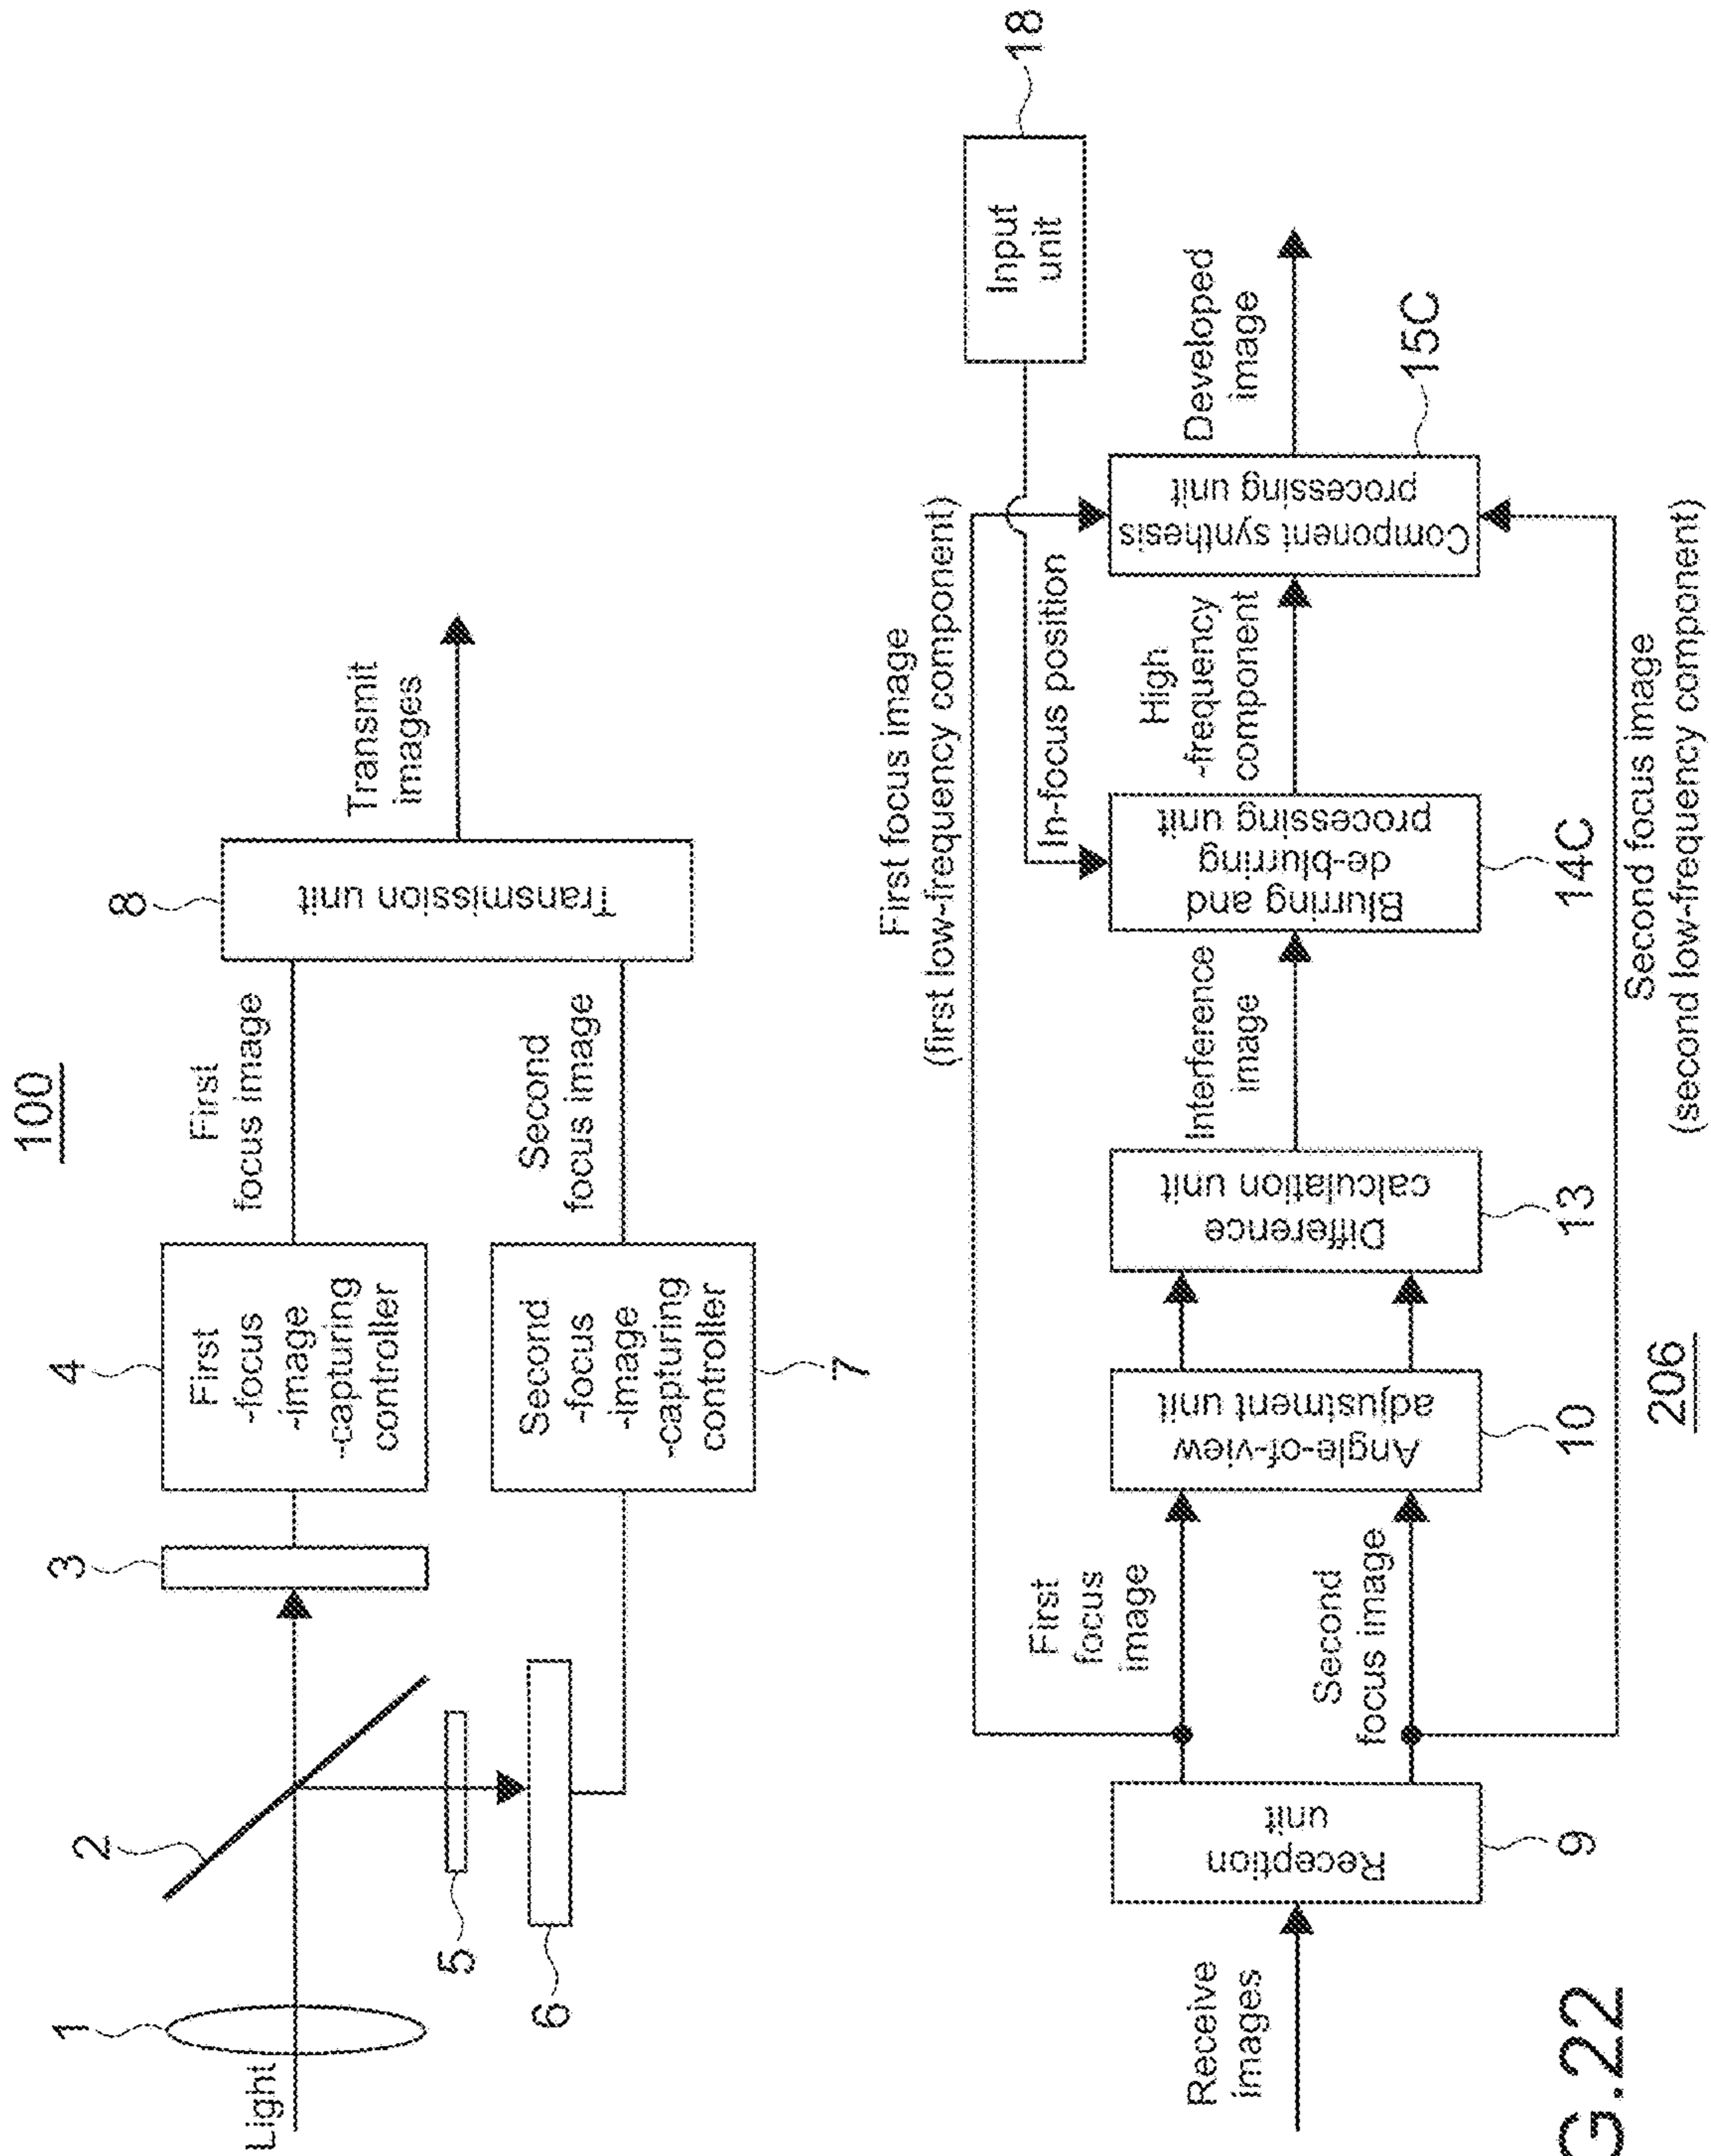 100
Light
1
2
3
4
First
-focus
-image
-capturing
controller
5
6
Second
-focus
-image
-capturing
controller
7
First
focus image
Second
focus image
8
Transmission unit
Transmit
images
Receive
images
Reception
unit
9
First
focus
image
Second
focus image
Angle-of-view
adjustment unit
10
Difference
calculation unit
13
Interference
image
Blurring and
de-blurring
processing unit
14C
High
-frequency
component
Component synthesis
processing unit
15C
Developed
image
Input
unit
18
In-focus position
First focus image
(first low-frequency component)
Second focus image
(second low-frequency component)
206
G.22